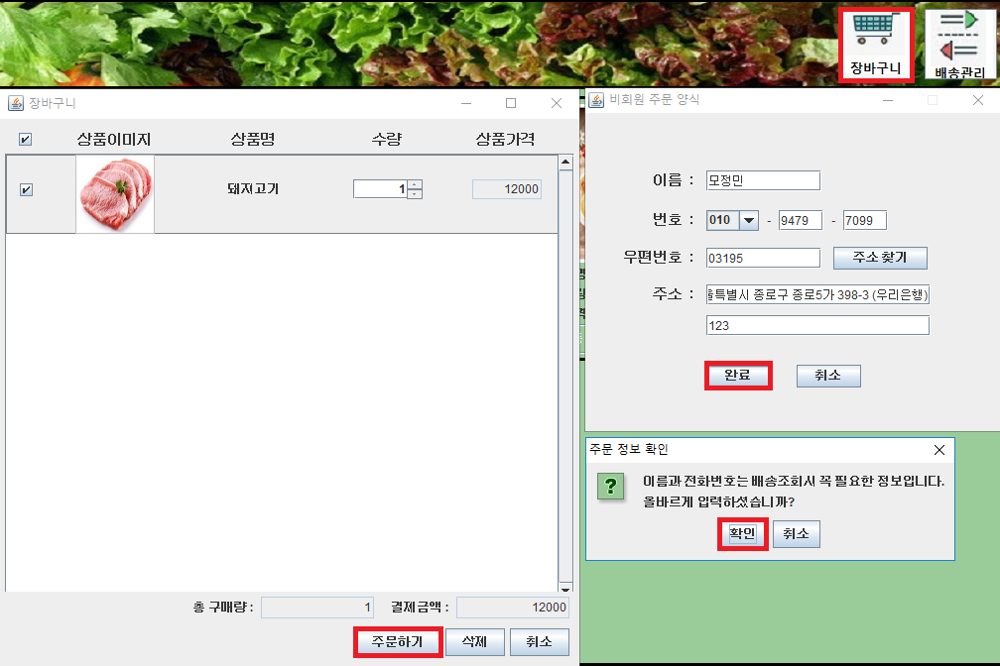 장바구니
배송관리
장바구니
상품이미지 상품명 수량 상품가격
돼지고기 1 12000
총 구매량 : 1 결제금액 : 12000
주문하기 삭제 취소
비회원 주문 양식
이름 : 모정민
번호 : 010 - 9479 - 7099
우편번호 : 03195 주소 찾기
주소 : 울특별시 종로구 종로5가 398-3 (우리은행)
123
완료 취소
주문 정보 확인
?
이름과 전화번호는 배송조회시 꼭 필요한 정보입니다.
올바르게 입력하셨습니까?
확인 취소